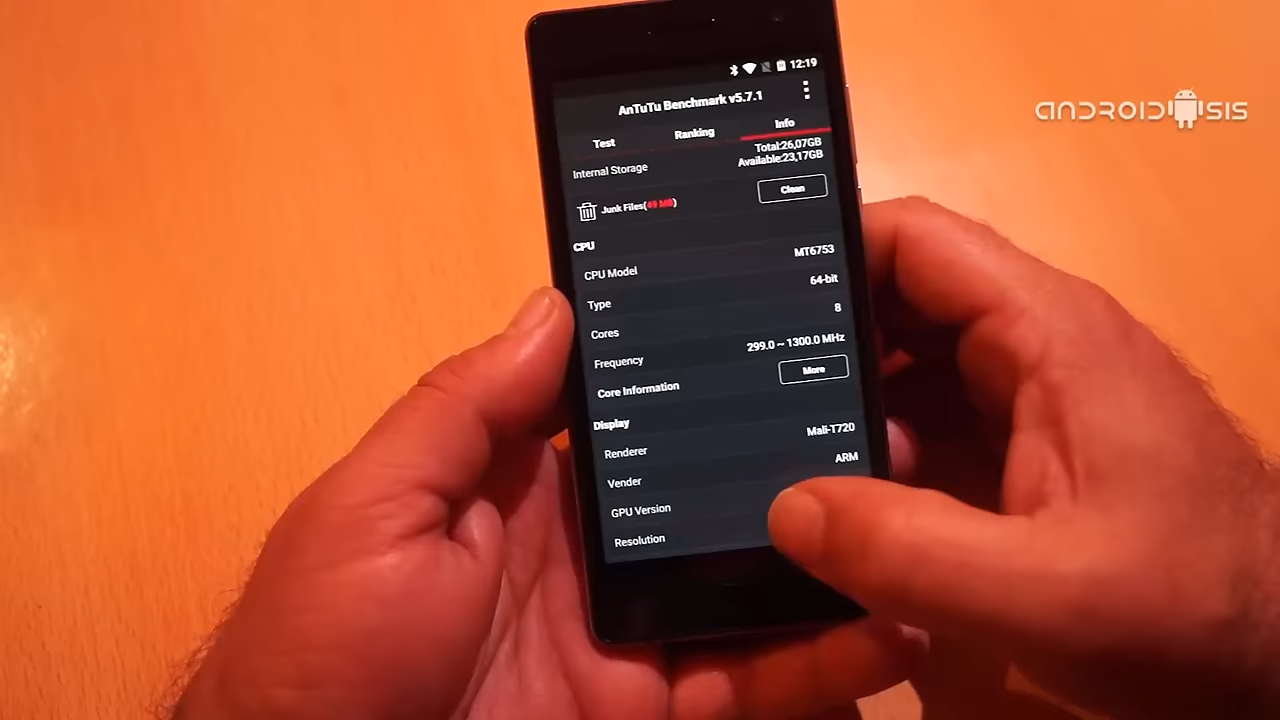 ANDROIDSIS
12:19
AnTuTu Benchmark v5.7.1
Test Ranking Info
Internal Storage Total:26,07GB
Available:23,17GB
Junk Files(49 MB) Clean
CPU
CPU Model MT6753
Type 64-bit
Cores 8
Frequency 299.0 ~ 1300.0 MHz
Core Information More
Display
Renderer Mali-T720
Vender ARM
GPU Version
Resolution